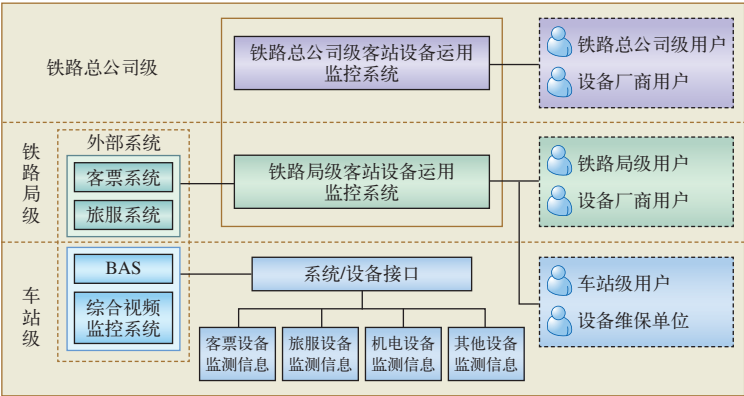 铁路总公司级
铁路总公司级客站设备运用
监控系统
铁路总公司级用户
设备厂商用户
铁路局级
外部系统
客票系统
旅服系统
铁路局级客站设备运用
监控系统
铁路局级用户
设备厂商用户
车站级
BAS
综合视频
监控系统
系统/设备接口
客票设备
监测信息
旅服设备
监测信息
机电设备
监测信息
其他设备
监测信息
车站级用户
设备维保单位